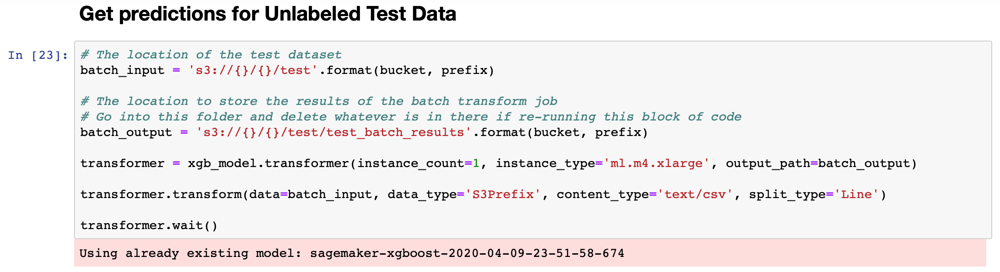 Get predictions for Unlabeled Test Data
In [23]:
# The location of the test dataset
batch_input = 's3://{}/{}/test'.format(bucket, prefix)
# The location to store the results of the batch transform job
# Go into this folder and delete whatever is in there if re-running this block of code
batch_output = 's3://{}/{}/test/test_batch_results'.format(bucket, prefix)
transformer = xgb_model.transformer(instance_count=1, instance_type='ml.m4.xlarge', output_path=batch_output)
transformer.transform(data=batch_input, data_type='S3Prefix', content_type='text/csv', split_type='Line')
transformer.wait()
Using already existing model: sagemaker-xgboost-2020-04-09-23-51-58-674